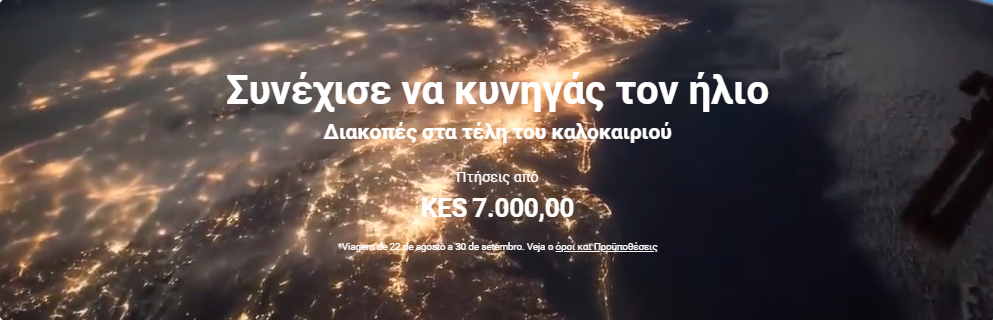 Συνέχισε να κυνηγάς τον ήλιο
Διακοπές στα τέλη του καλοκαιριού
Πτήσεις από
KES 7.000,00
*Viagem de 22 de agosto a 30 de setembro. Veja o όροι και Προϋποθέσεις